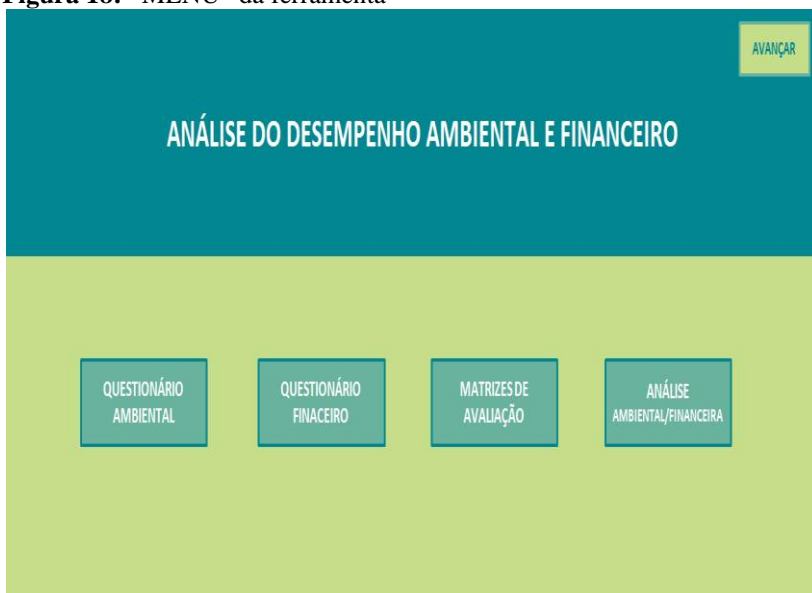 Figura 18: "MENU" da ferramenta
AVANÇAR
ANÁLISE DO DESEMPENHO AMBIENTAL E FINANCEIRO
QUESTIONÁRIO
AMBIENTAL
QUESTIONÁRIO
FINACEIRO
MATRIZES DE
AVALIAÇÃO
ANÁLISE
AMBIENTAL/FINANCEIRA